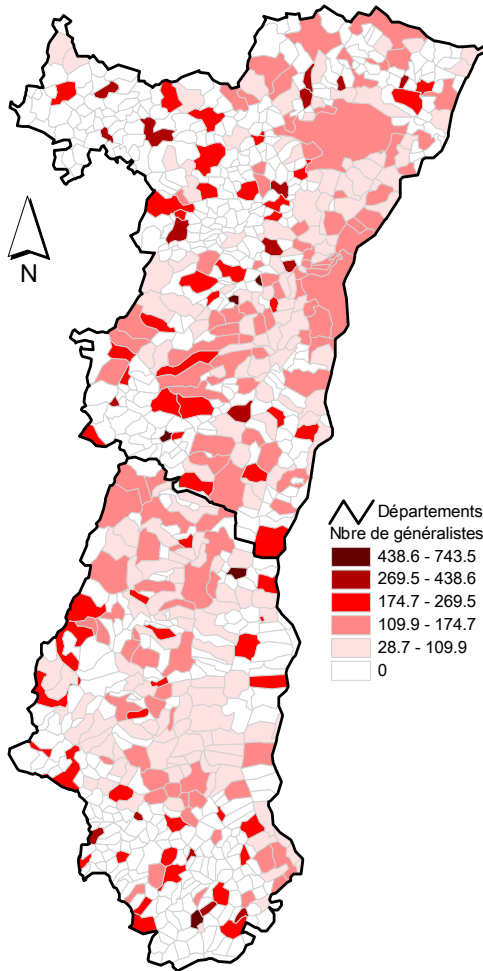 N
Départements
Nbre de généralistes
438.6 - 743.5
269.5 - 438.6
174.7 - 269.5
109.9 - 174.7
28.7 - 109.9
0